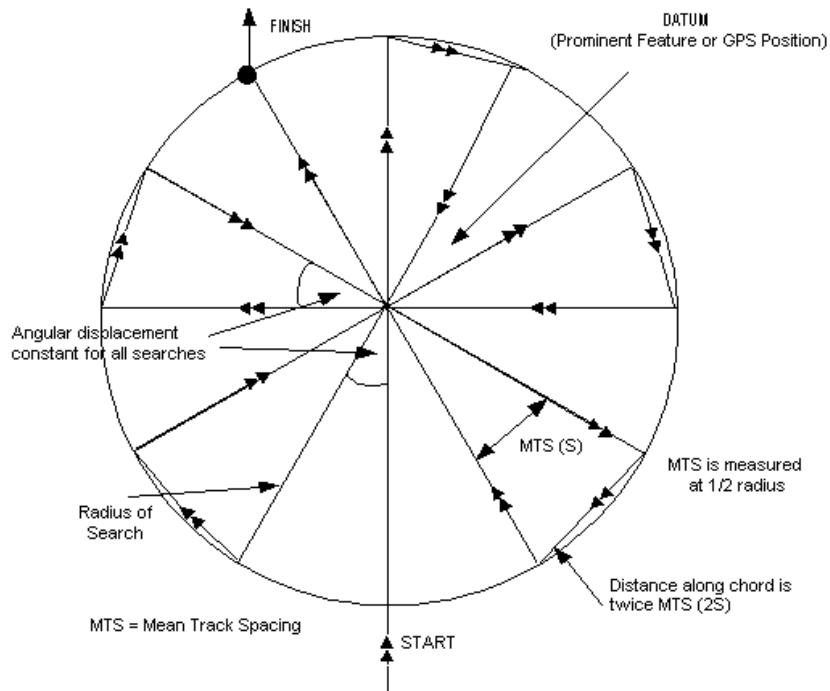 FINISH
DATUM
(Prominent Feature or GPS Position)
Angular displacement
constant for all searches
MTS (S)
MTS is measured
at 1/2 radius
Radius of
Search
Distance along chord is
twice MTS (2S)
MTS = Mean Track Spacing
START